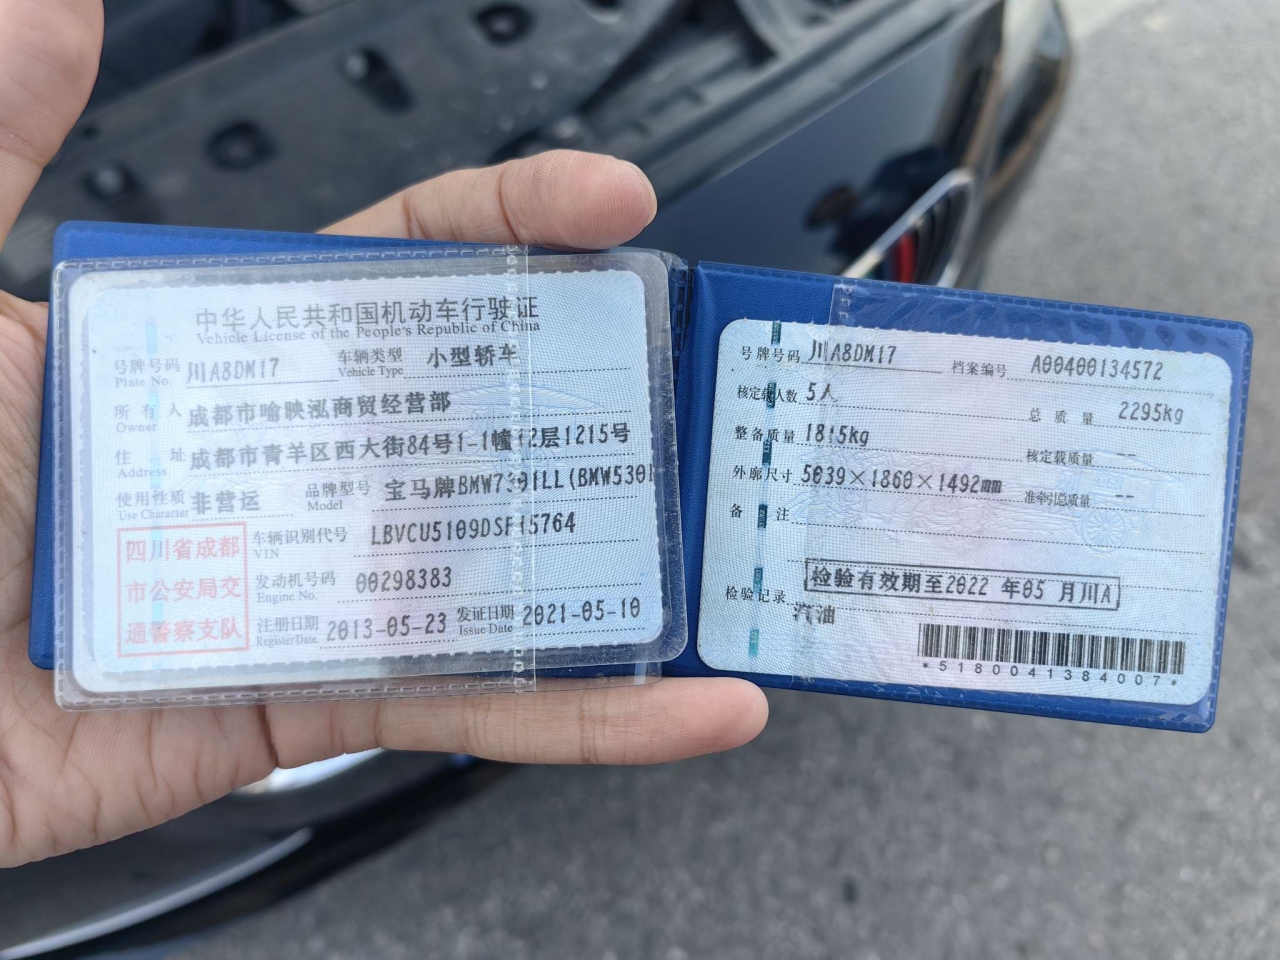 中华人民共和国机动车行驶证
Vehicle License of the People's Republic of China
号牌号码 川A8DM17 车辆类型 小型轿车
Plate No. Vehicle Type
所有人 成都市喻映泓商贸经营部
Owner
住址 成都市青羊区西大街84号1-1幢12层1215号
Address
使用性质 非营运 品牌型号 宝马牌BMW7301LL(BMW530
Use Character Model
四川省成都
市公安局交
通警察支队
车辆识别代号 LBVCU5109DSF15764
VIN
发动机号码 00298383
Engine No.
注册日期 2013-05-23 发证日期 2021-05-10
Register Date Issue Date
号牌号码 川A8DM17 档案编号 A00400134572
核定载人数 5人 总质量 2295kg
整备质量 1815kg 核定载质量 --
外廓尺寸 5039×1860×1492mm 准牵引总质量 --
备注
检验记录 检验有效期至2022年05月川A
汽油
*5180041384007*